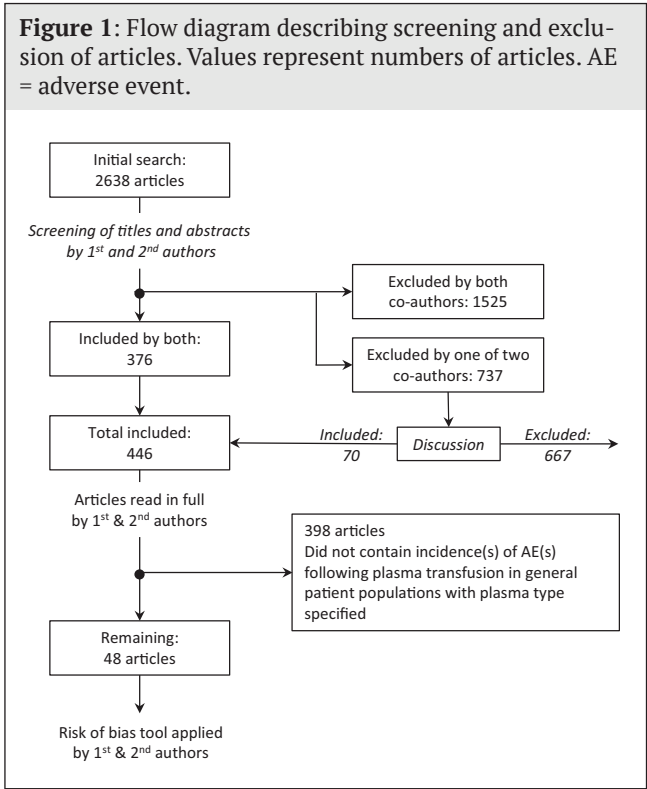 Figure 1: Flow diagram describing screening and exclu-
sion of articles. Values represent numbers of articles. AE
= adverse event.
Initial search:
2638 articles
Screening of titles and abstracts
by 1st and 2nd authors
Excluded by both
co-authors: 1525
Included by both:
376
Excluded by one of two
co-authors: 737
Total included:
446
Included:
70
Discussion
Excluded:
667
Articles read in full
by 1st & 2nd authors
398 articles
Did not contain incidence(s) of AE(s)
following plasma transfusion in general
patient populations with plasma type
specified
Remaining:
48 articles
Risk of bias tool applied
by 1st & 2nd authors